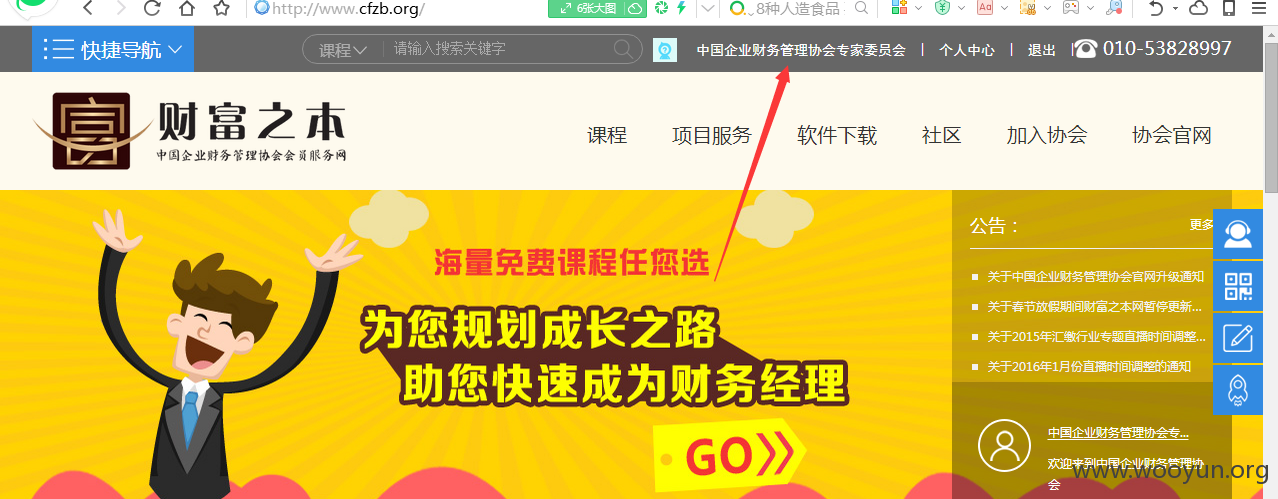 http://www.cfzb.org/
6张大图
8种人造食品
快捷导航
课程
请输入搜索关键字
中国企业财务管理协会专家委员会
个人中心
退出
010-53828997
财富之本
中国企业财务管理协会会员服务网
课程
项目服务
软件下载
社区
加入协会
协会官网
海量免费课程任您选
为您规划成长之路
助您快速成为财务经理
GO
公告：
更多
关于中国企业财务管理协会官网升级通知
关于春节放假期间财富之本网暂停更新...
关于2015年汇缴行业专题直播时间调整...
关于2016年1月份直播时间调整的通知
中国企业财务管理协会专...
欢迎来到中国企业财务管理协
会
www.wooyun.org